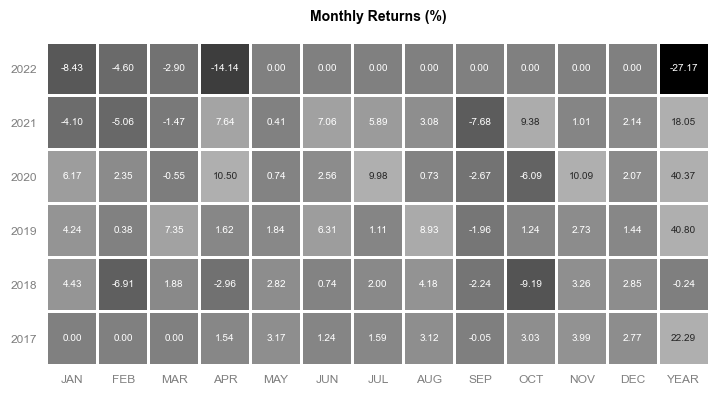 Monthly Returns (%)
2022 -8.43 -4.60 -2.90 -14.14 0.00 0.00 0.00 0.00 0.00 0.00 0.00 0.00 -27.17
2021 -4.10 -5.06 -1.47 7.64 0.41 7.06 5.89 3.08 -7.68 9.38 1.01 2.14 18.05
2020 6.17 2.35 -0.55 10.50 0.74 2.56 9.98 0.73 -2.67 -6.09 10.09 2.07 40.37
2019 4.24 0.38 7.35 1.62 1.84 6.31 1.11 8.93 -1.96 1.24 2.73 1.44 40.80
2018 4.43 -6.91 1.88 -2.96 2.82 0.74 2.00 4.18 -2.24 -9.19 3.26 2.85 -0.24
2017 0.00 0.00 0.00 1.54 3.17 1.24 1.59 3.12 -0.05 3.03 3.99 2.77 22.29
JAN FEB MAR APR MAY JUN JUL AUG SEP OCT NOV DEC YEAR